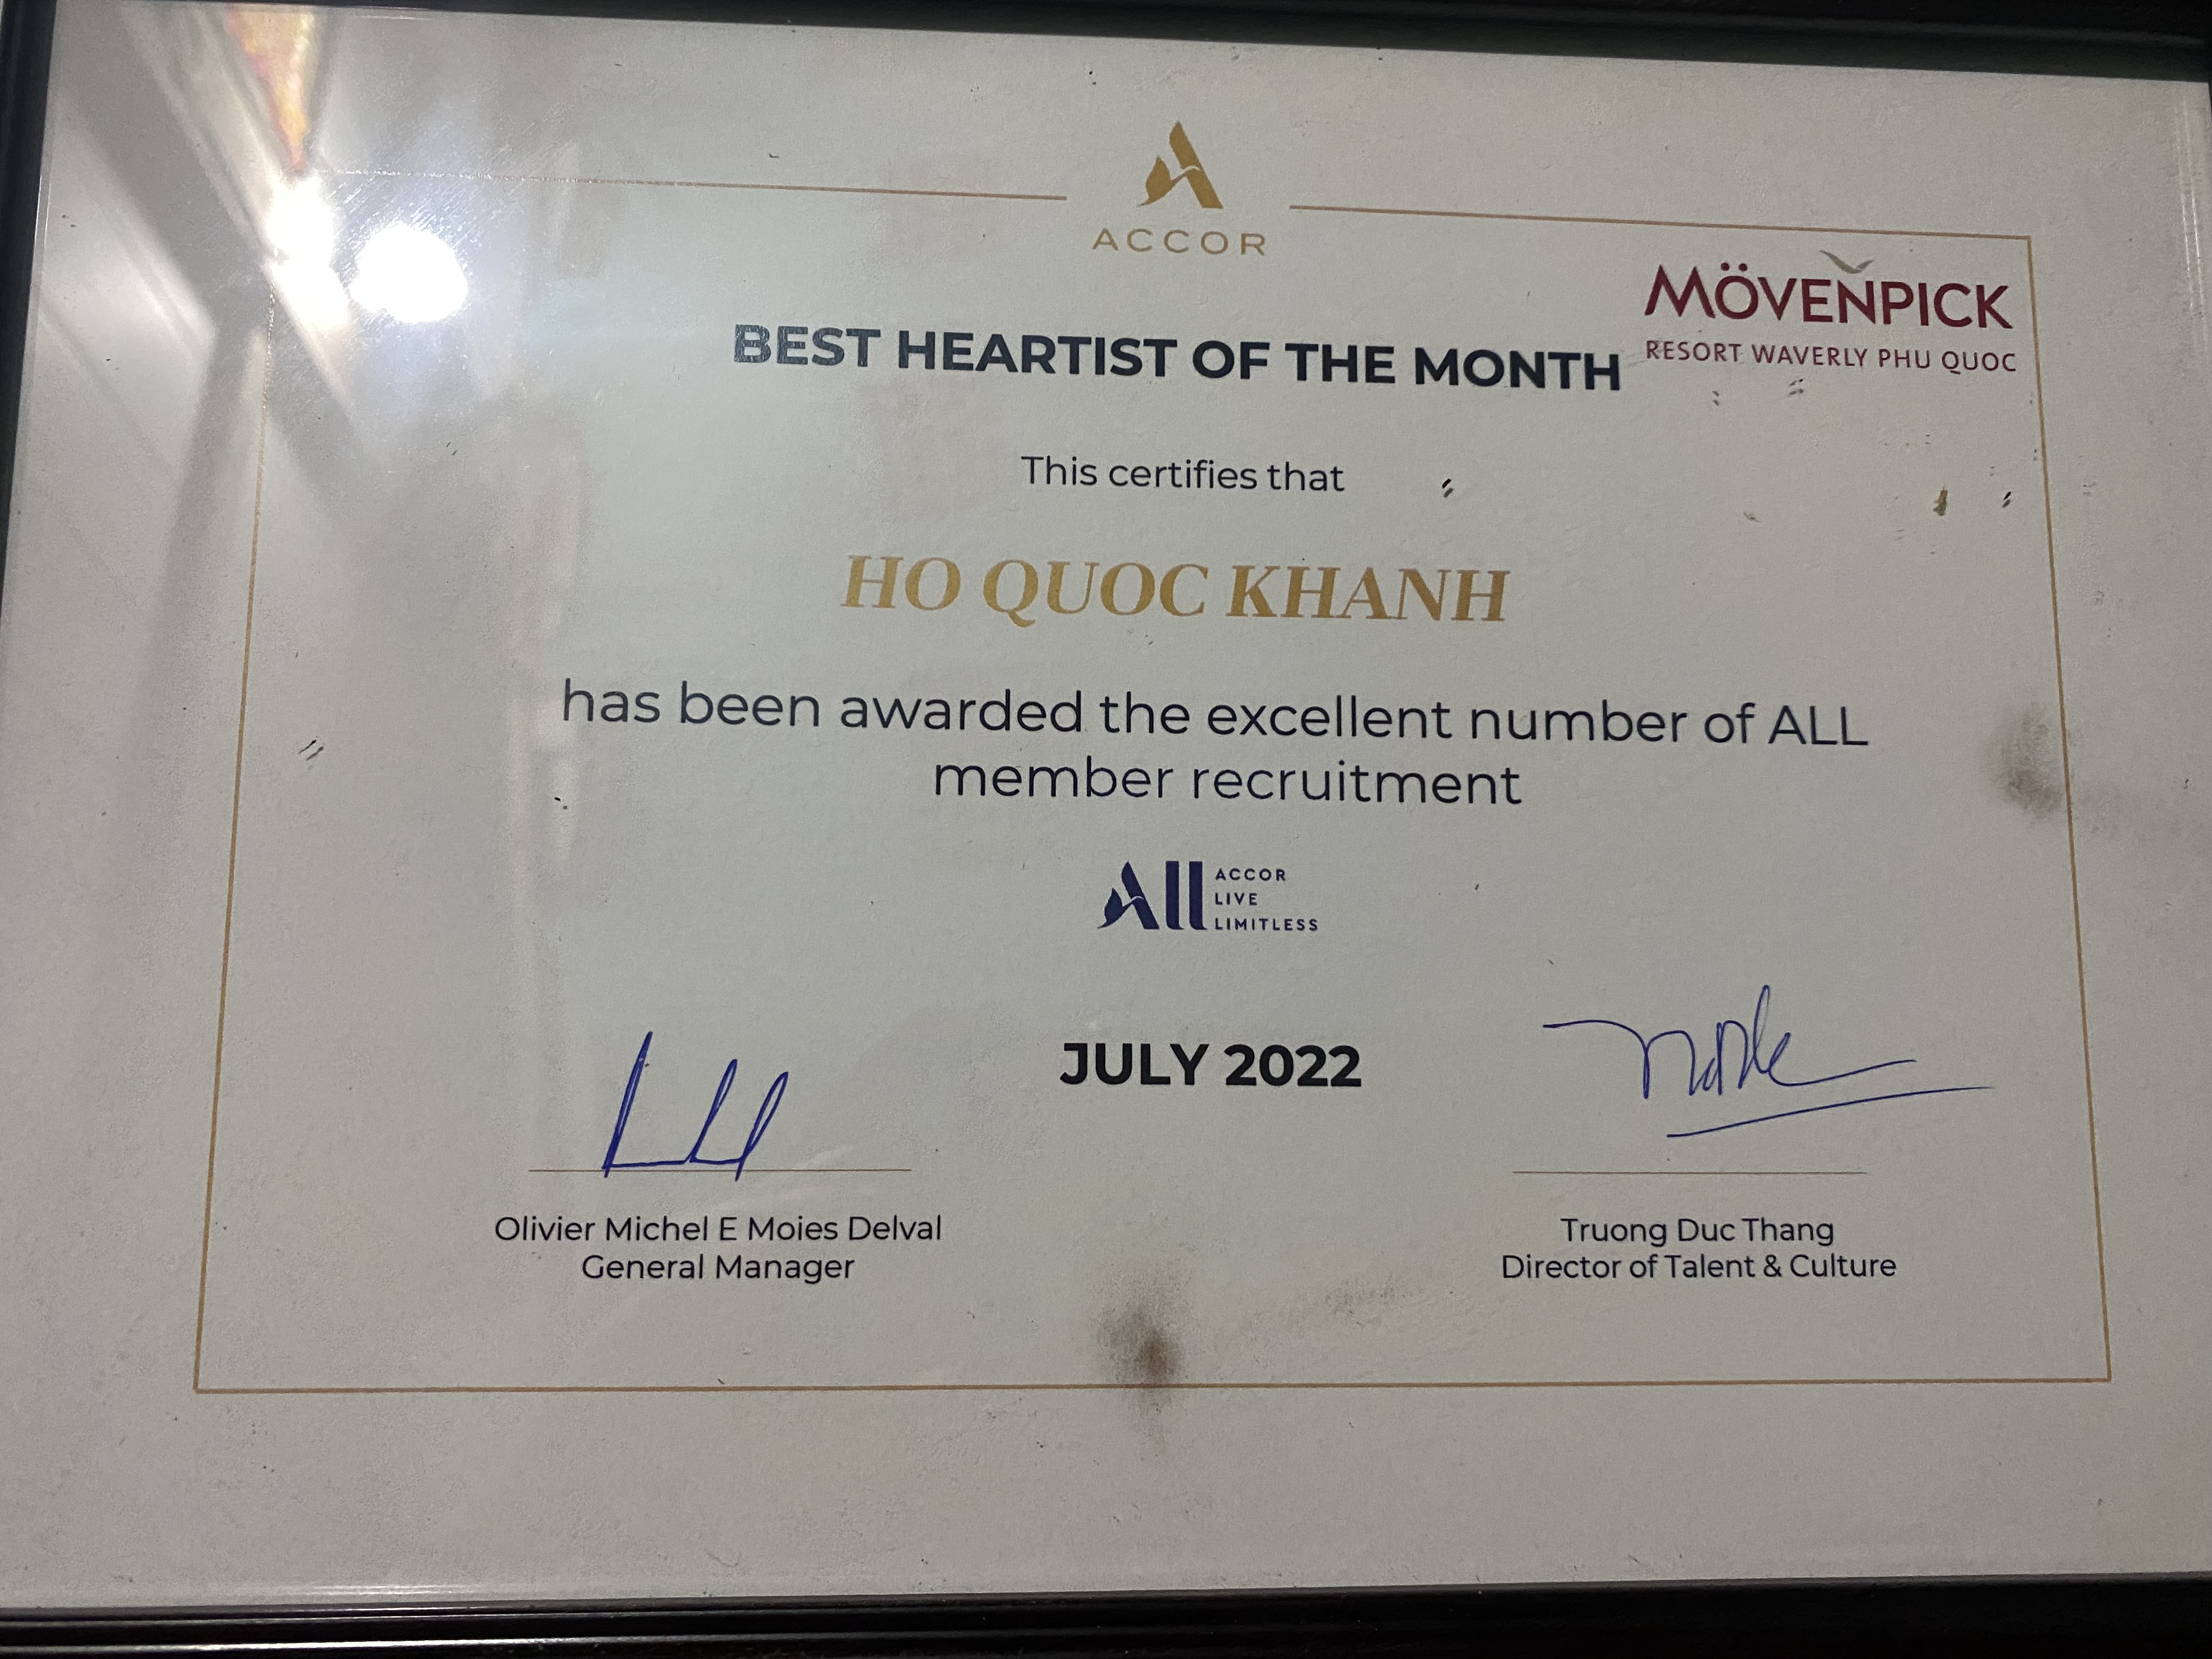 ACCOR
MÖVENPICK
RESORT WAVERLY PHU QUOC
BEST HEARTIST OF THE MONTH
This certifies that
HO QUOC KHANH
has been awarded the excellent number of ALL
member recruitment
All ACCOR
LIVE
LIMITLESS
JULY 2022
Olivier Michel E Moies Delval
General Manager
Truong Duc Thang
Director of Talent & Culture